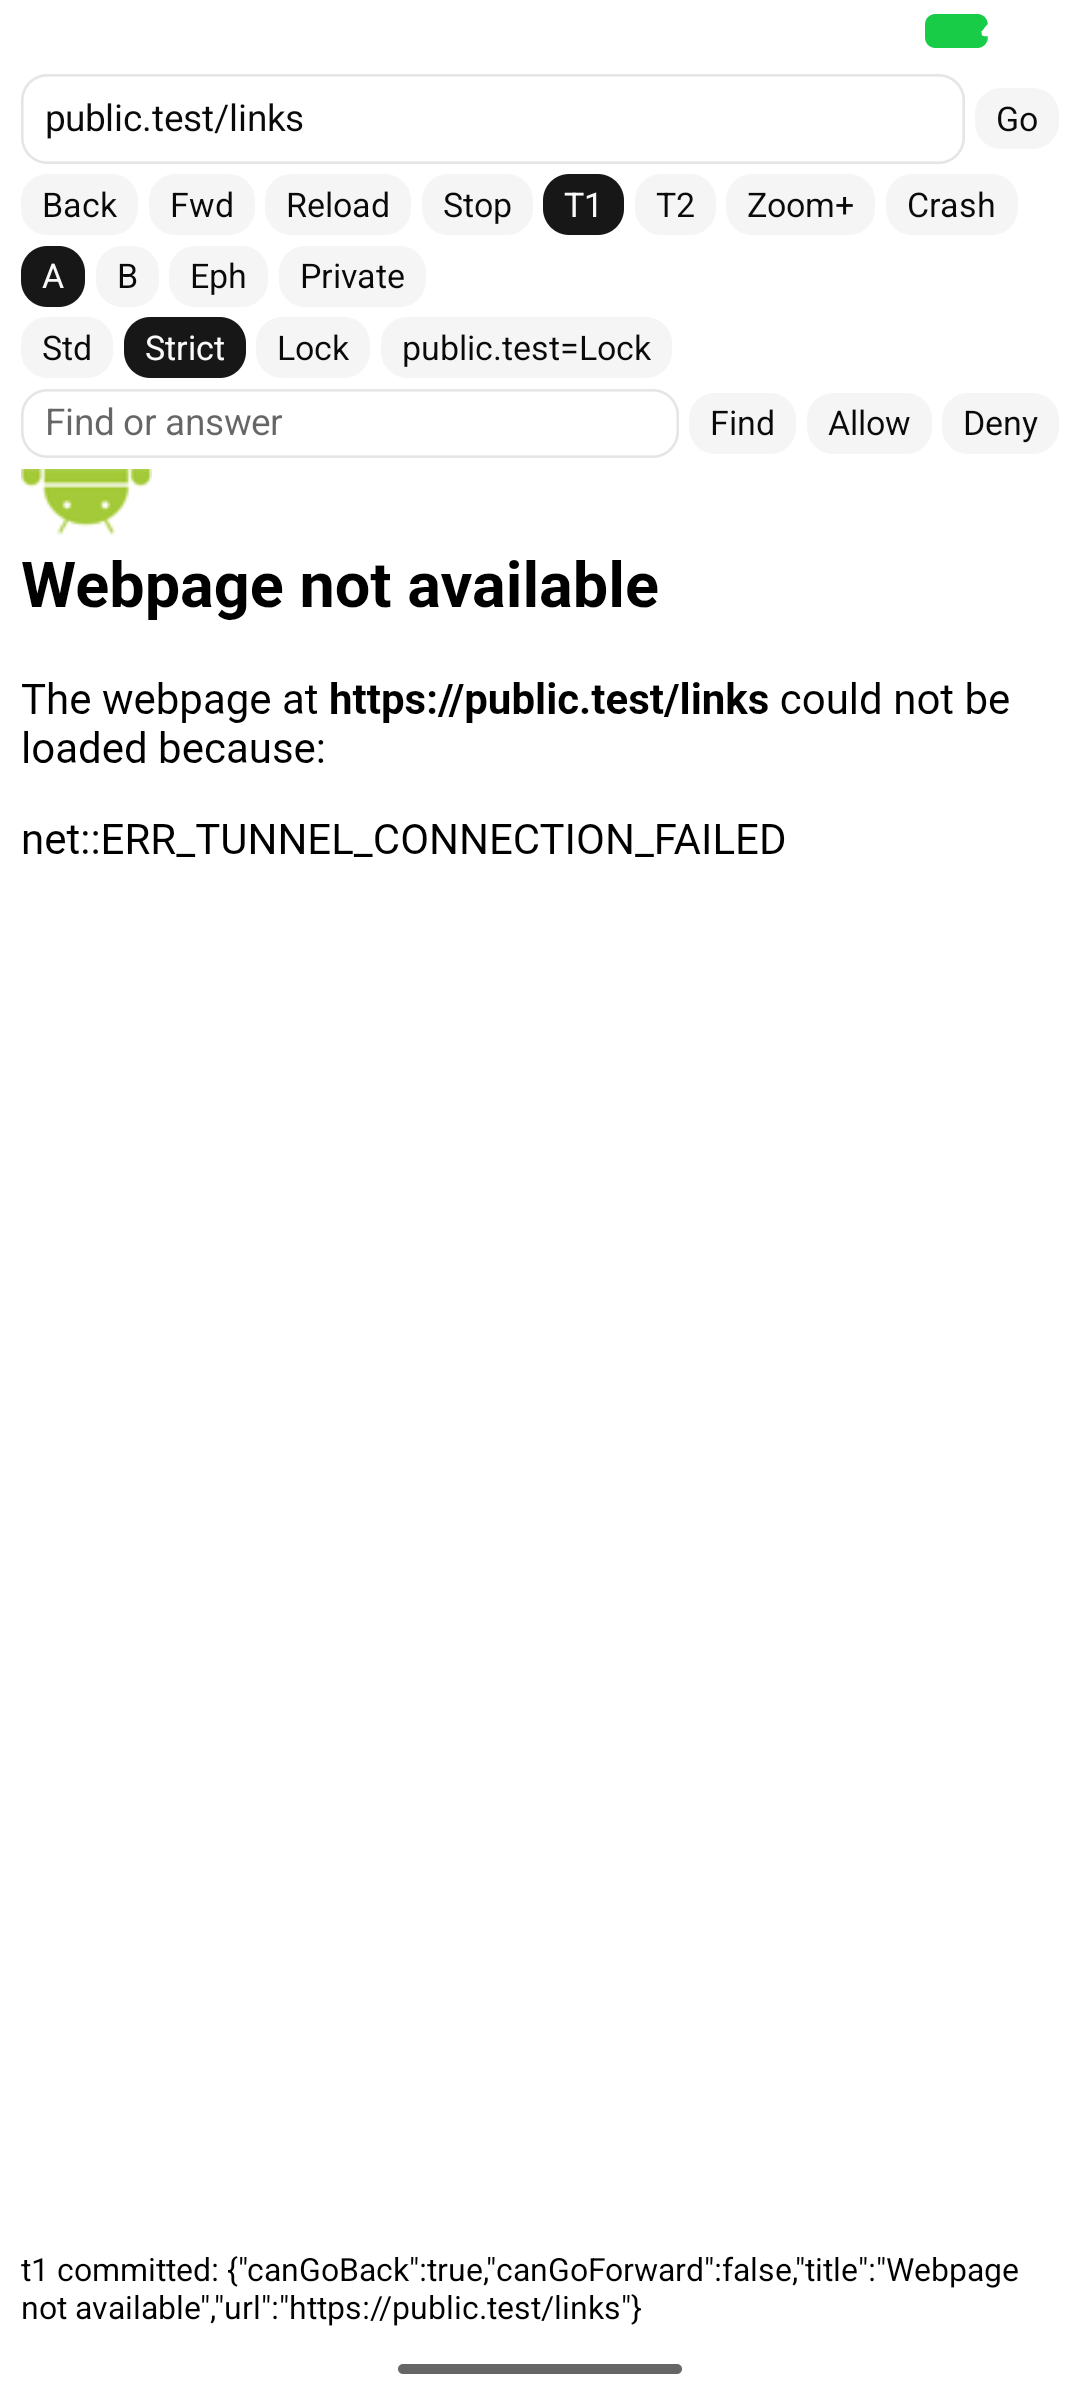 public.test/links
Go
Back Fwd Reload Stop T1 T2 Zoom+ Crash
A B Eph Private
Std Strict Lock public.test=Lock
Find or answer Find Allow Deny
Webpage not available
The webpage at https://public.test/links could not be
loaded because:
net::ERR_TUNNEL_CONNECTION_FAILED
t1 committed: {"canGoBack":true,"canGoForward":false,"title":"Webpage
not available","url":"https://public.test/links"}